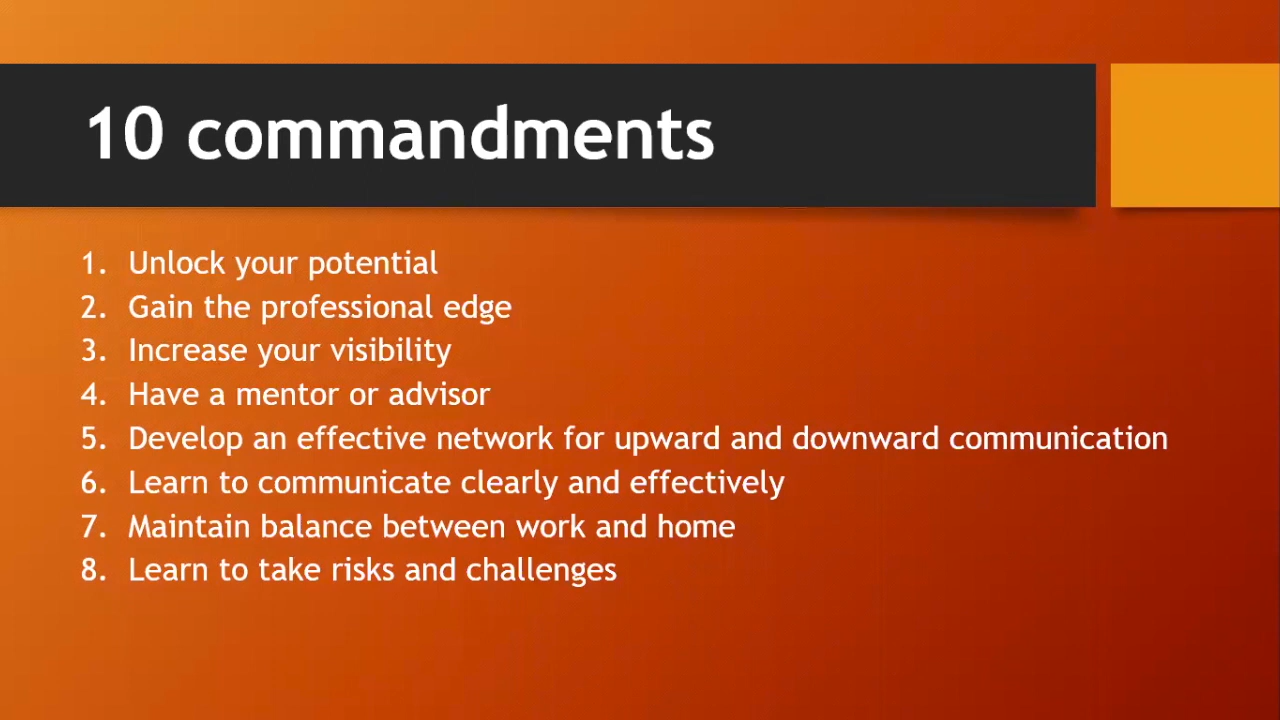 10 commandments
1. Unlock your potential
2. Gain the professional edge
3. Increase your visibility
4. Have a mentor or advisor
5. Develop an effective network for upward and downward communication
6. Learn to communicate clearly and effectively
7. Maintain balance between work and home
8. Learn to take risks and challenges